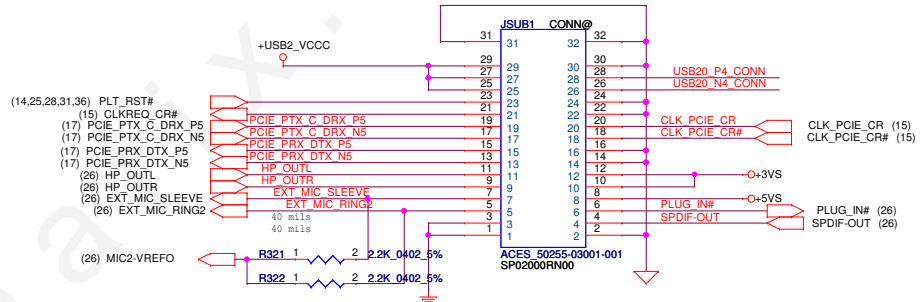 JSUB1 CONN@
31 31 32 32
+USB2_VCCC
29 29 30 30
27 27 28 28 USB20_P4_CONN
25 25 26 26 USB20_N4_CONN
(14,25,28,31,36) PLT_RST# 23 23 24 24
(15) CLKREQ_CR# 21 21 22 22
(17) PCIE_PTX_C_DRX_P5 PCIE_PTX_C_DRX_P5 19 19 20 20 CLK_PCIE_CR CLK_PCIE_CR (15)
(17) PCIE_PTX_C_DRX_N5 PCIE_PTX_C_DRX_N5 17 17 18 18 CLK_PCIE_CR# CLK_PCIE_CR# (15)
(17) PCIE_PRX_DTX_P5 PCIE_PRX_DTX_P5 15 15 16 16
(17) PCIE_PRX_DTX_N5 PCIE_PRX_DTX_N5 13 13 14 14
(26) HP_OUTL HP_OUTL 11 11 12 12 +3VS
(26) HP_OUTR HP_OUTR 9 9 10 10
(26) EXT_MIC_SLEEVE EXT_MIC_SLEEVE 7 7 8 8 +5VS
(26) EXT_MIC_RING2 EXT_MIC_RING2 5 5 6 6 PLUG_IN# PLUG_IN# (26)
40 mils 3 3 4 4 SPDIF-OUT SPDIF-OUT (26)
40 mils 1 1 2 2
ACES_50255-03001-001
SP02000RN00
(26) MIC2-VREFO R321 1 2 2.2K_0402_5%
R322 1 2 2.2K_0402_5%